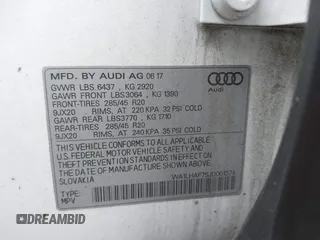 MFD. BY AUDI AG 08 17
GVWR LBS.6437 , KG 2920
GAWR FRONT LBS3064 , KG 1390
FRONT-TIRES 285/45 R20
9JX20 RIMS, AT 220 KPA 32 PSI COLD
GAWR REAR LBS3770 , KG 1710
REAR-TIRES 285/45 R20
9JX20 RIMS, AT 240 KPA 35 PSI COLD
THIS VEHICLE CONFORMS TO ALL APPLICABLE
U.S. FEDERAL MOTOR VEHICLE SAFETY AND
THEFT PREVENTION STANDARDS IN EFFECT ON
THE DATE OF MANUFACTURE SHOWN ABOVE.
SLOVAKIA
TYPE: MPV
DREAMBID